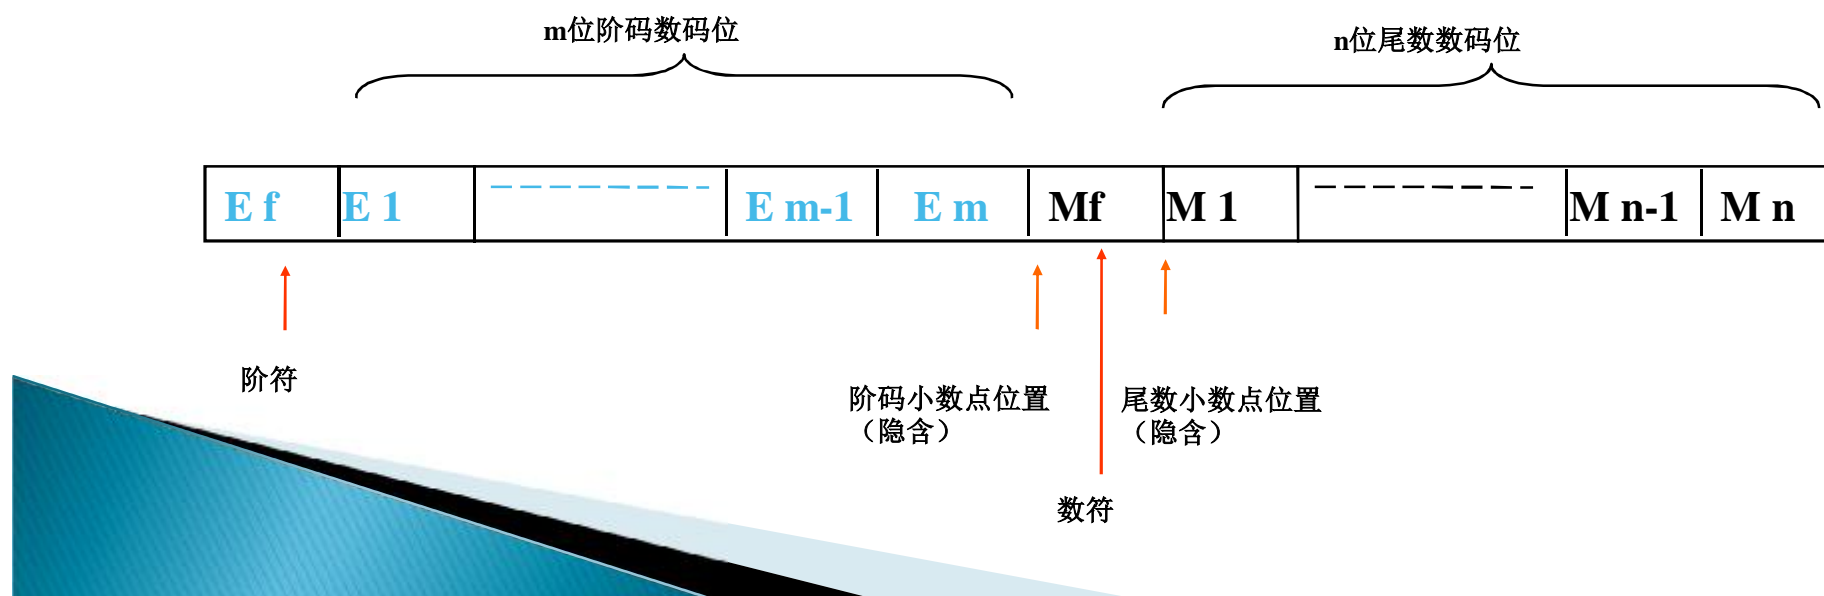 m位阶码数码位
n位尾数数码位
E f E 1 E m-1 E m Mf M 1 M n-1 M n
阶符
阶码小数点位置
（隐含）
尾数小数点位置
（隐含）
数符